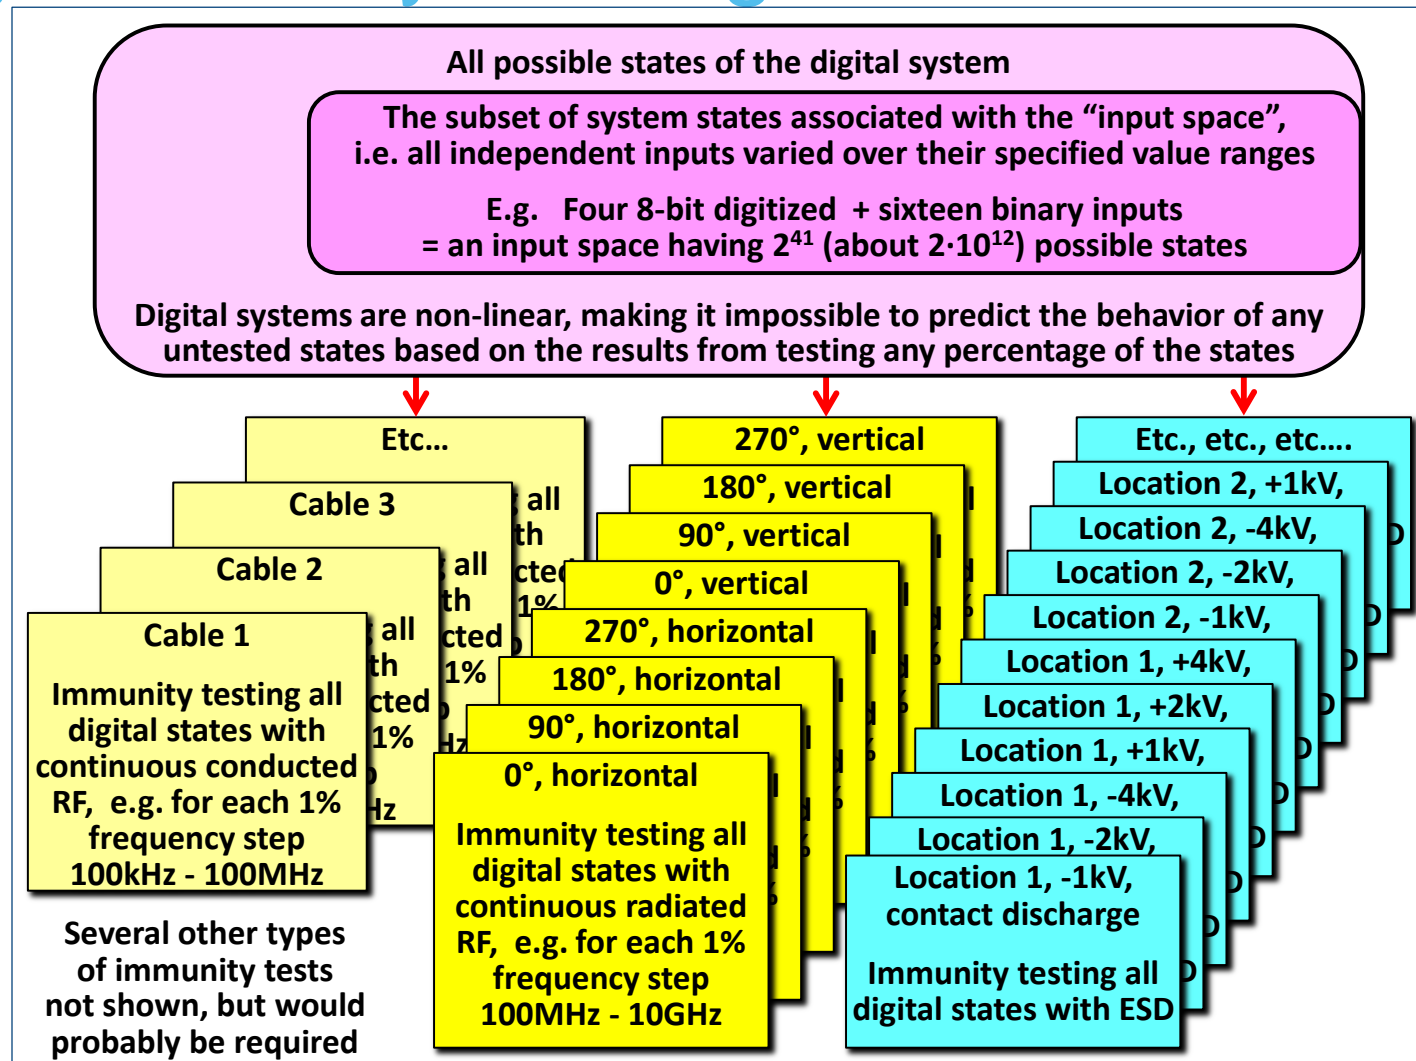 All possible states of the digital system
The subset of system states associated with the “input space”,
i.e. all independent inputs varied over their specified value ranges
E.g. Four 8-bit digitized + sixteen binary inputs
= an input space having 2⁴¹ (about 2·10¹²) possible states
Digital systems are non-linear, making it impossible to predict the behavior of any
untested states based on the results from testing any percentage of the states
Etc…
Cable 3
Cable 2
Cable 1
Immunity testing all
digital states with
continuous conducted
RF, e.g. for each 1%
frequency step
100kHz - 100MHz
Several other types
of immunity tests
not shown, but would
probably be required
270°, vertical
180°, vertical
90°, vertical
0°, vertical
270°, horizontal
180°, horizontal
90°, horizontal
0°, horizontal
Immunity testing all
digital states with
continuous radiated
RF, e.g. for each 1%
frequency step
100MHz - 10GHz
Etc., etc., etc….
Location 2, +1kV,
Location 2, -4kV,
Location 2, -2kV,
Location 2, -1kV,
Location 1, +4kV,
Location 1, +2kV,
Location 1, +1kV,
Location 1, -4kV,
Location 1, -2kV,
Location 1, -1kV,
contact discharge
Immunity testing all
digital states with ESD